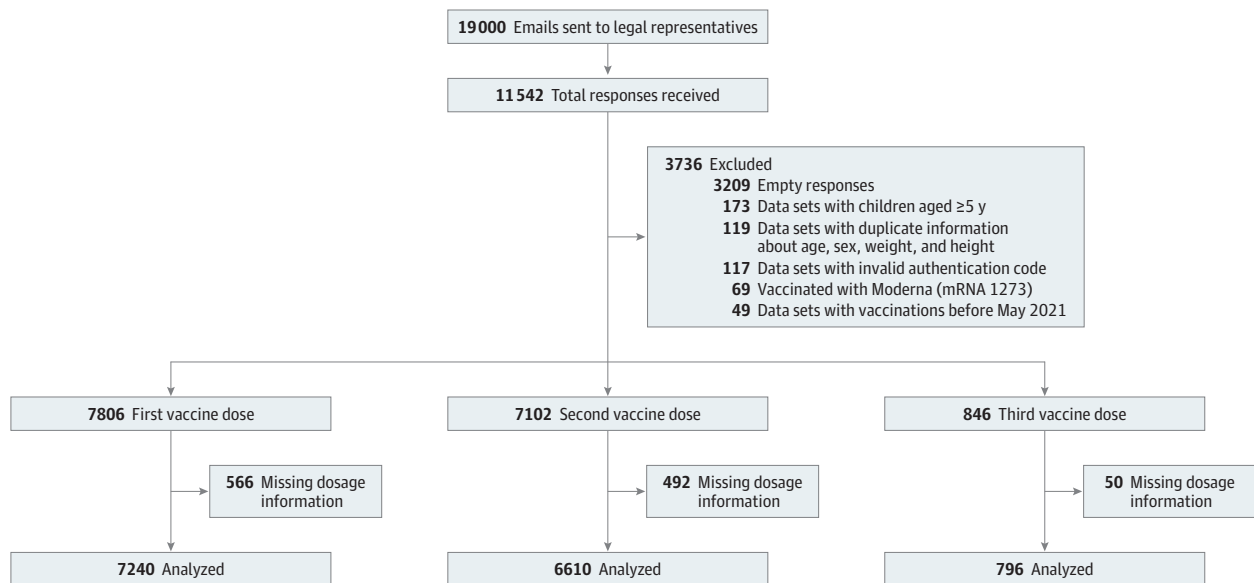 19000 Emails sent to legal representatives
11542 Total responses received
3736 Excluded
3209 Empty responses
173 Data sets with children aged ≥5 y
119 Data sets with duplicate information
about age, sex, weight, and height
117 Data sets with invalid authentication code
69 Vaccinated with Moderna (mRNA 1273)
49 Data sets with vaccinations before May 2021
7806 First vaccine dose
7102 Second vaccine dose
846 Third vaccine dose
566 Missing dosage
information
492 Missing dosage
information
50 Missing dosage
information
7240 Analyzed
6610 Analyzed
796 Analyzed